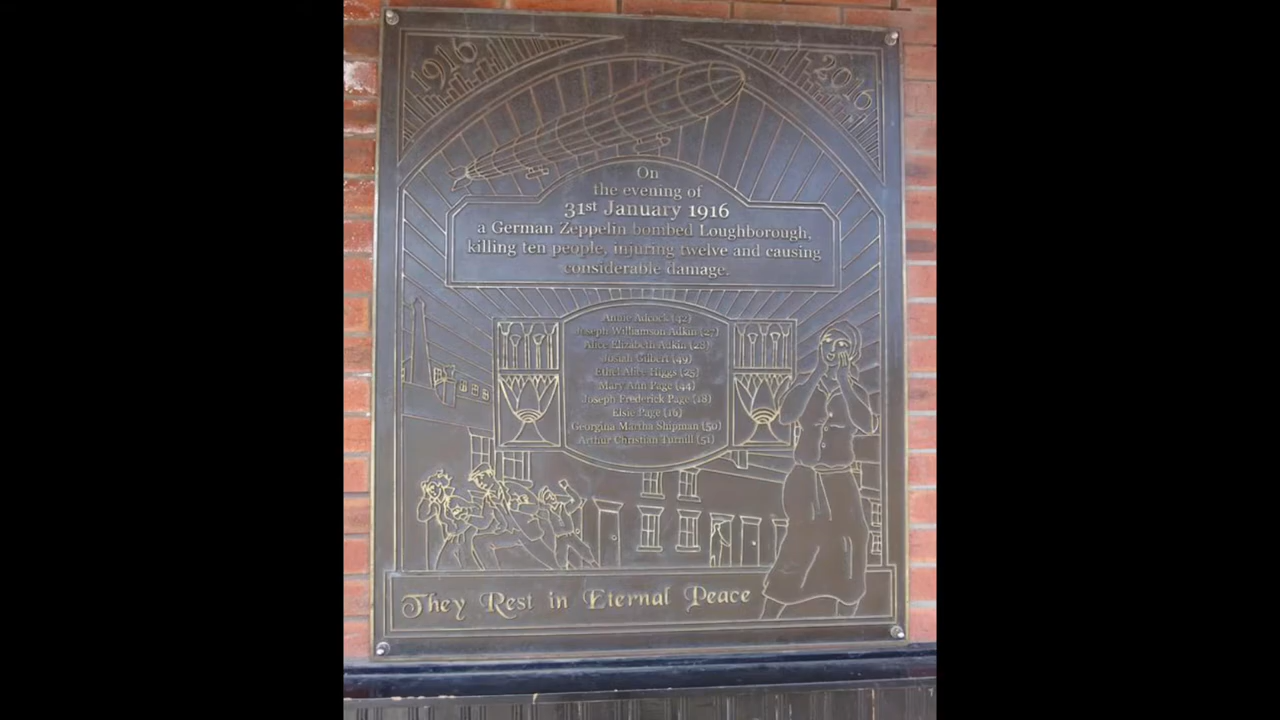 1916
2016
On
the evening of
31st January 1916
a German Zeppelin bombed Loughborough,
killing ten people, injuring twelve and causing
considerable damage.
Annie Adcock (42)
Joseph Williamson Adkin (27)
Alice Elizabeth Adkin (28)
Josiah Gilbert (49)
Ethel Alice Higgs (25)
Mary Ann Page (44)
Joseph Frederick Page (18)
Elsie Page (16)
Georgina Martha Shipman (50)
Arthur Christian Turnill (51)
They Rest in Eternal Peace